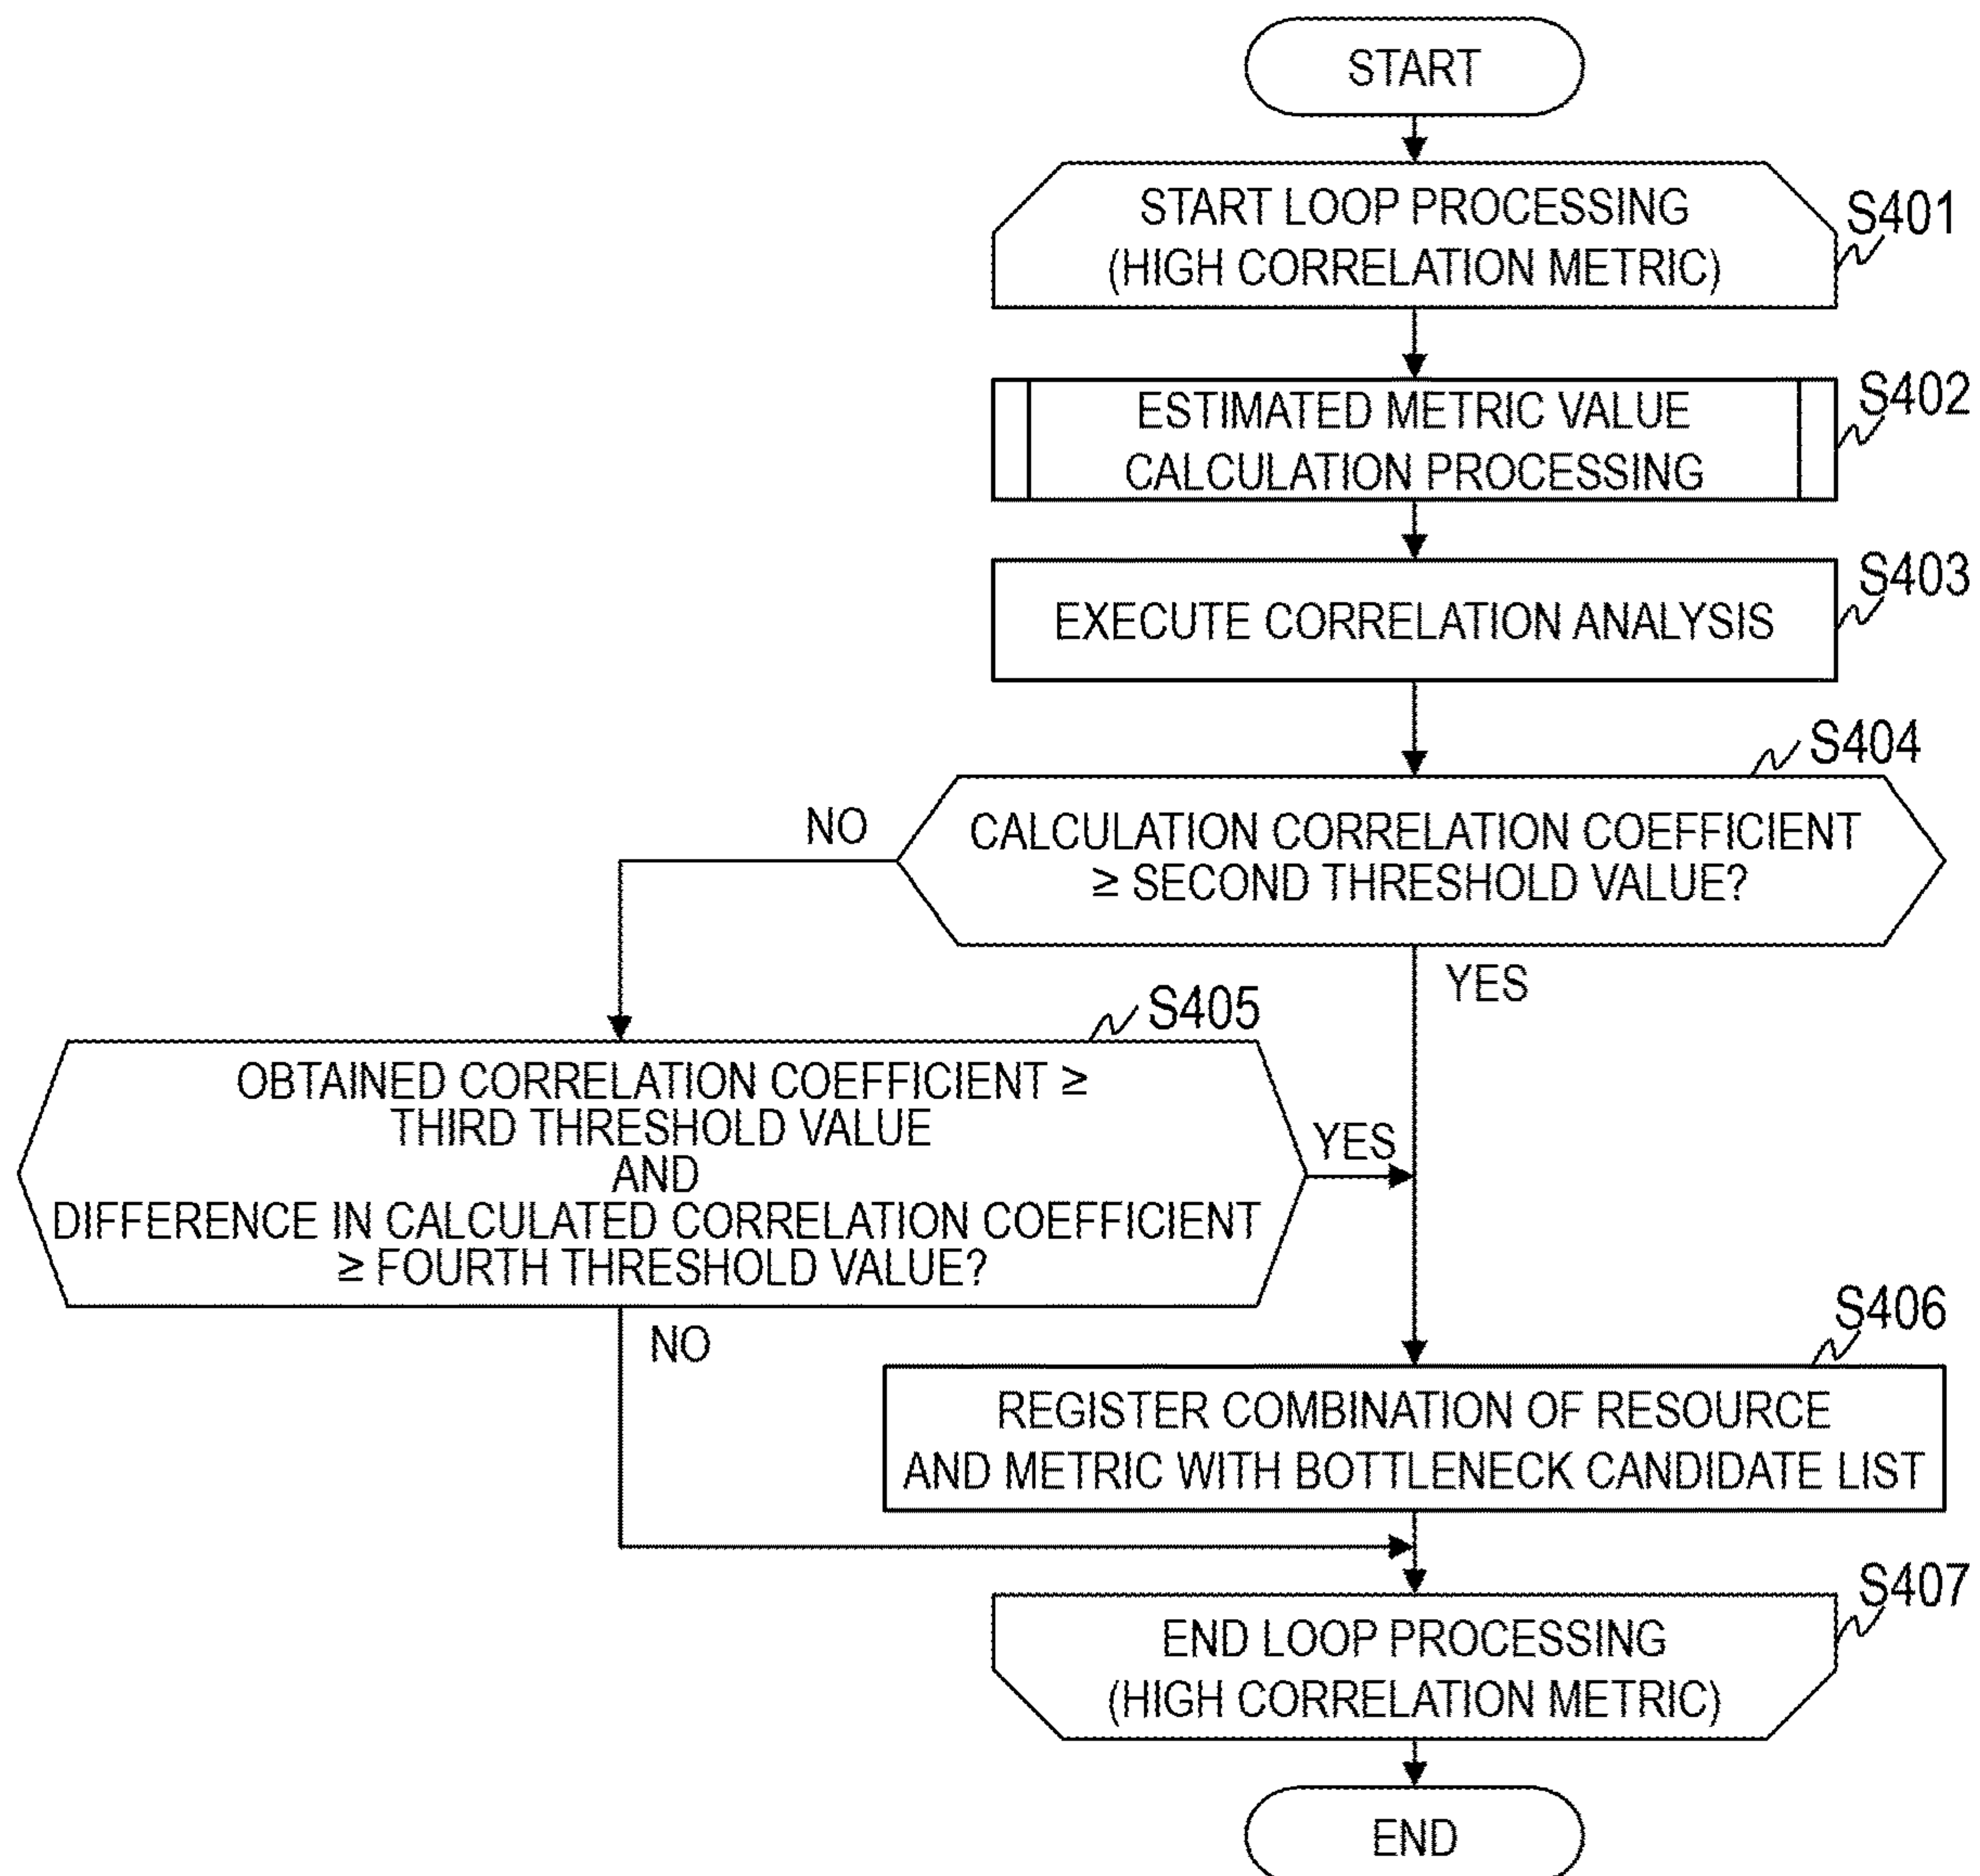 START
START LOOP PROCESSING
(HIGH CORRELATION METRIC)
S401
ESTIMATED METRIC VALUE
CALCULATION PROCESSING
S402
EXECUTE CORRELATION ANALYSIS
S403
S404
CALCULATION CORRELATION COEFFICIENT
≥ SECOND THRESHOLD VALUE?
NO
YES
S405
OBTAINED CORRELATION COEFFICIENT ≥
THIRD THRESHOLD VALUE
AND
DIFFERENCE IN CALCULATED CORRELATION COEFFICIENT
≥ FOURTH THRESHOLD VALUE?
YES
NO
S406
REGISTER COMBINATION OF RESOURCE
AND METRIC WITH BOTTLENECK CANDIDATE LIST
S407
END LOOP PROCESSING
(HIGH CORRELATION METRIC)
END